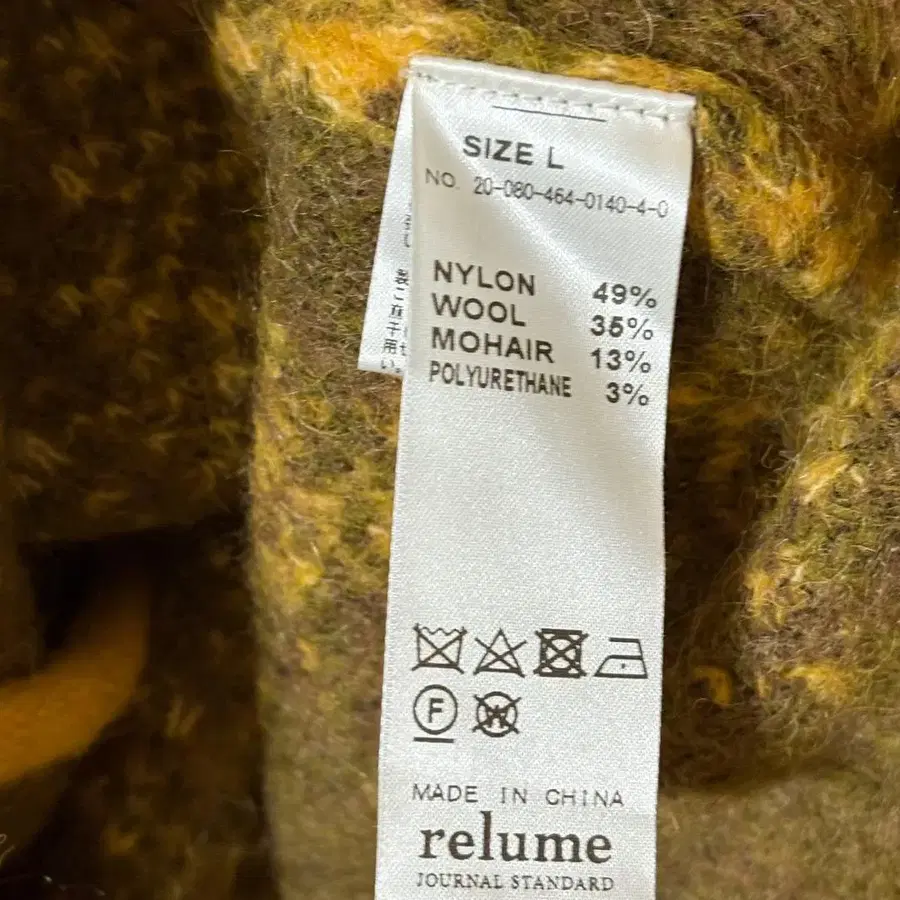 SIZE L
NO. 20-080-464-0140-4-0
NYLON 49%
WOOL 35%
MOHAIR 13%
POLYURETHANE 3%
F
W
MADE IN CHINA
relume
JOURNAL STANDARD